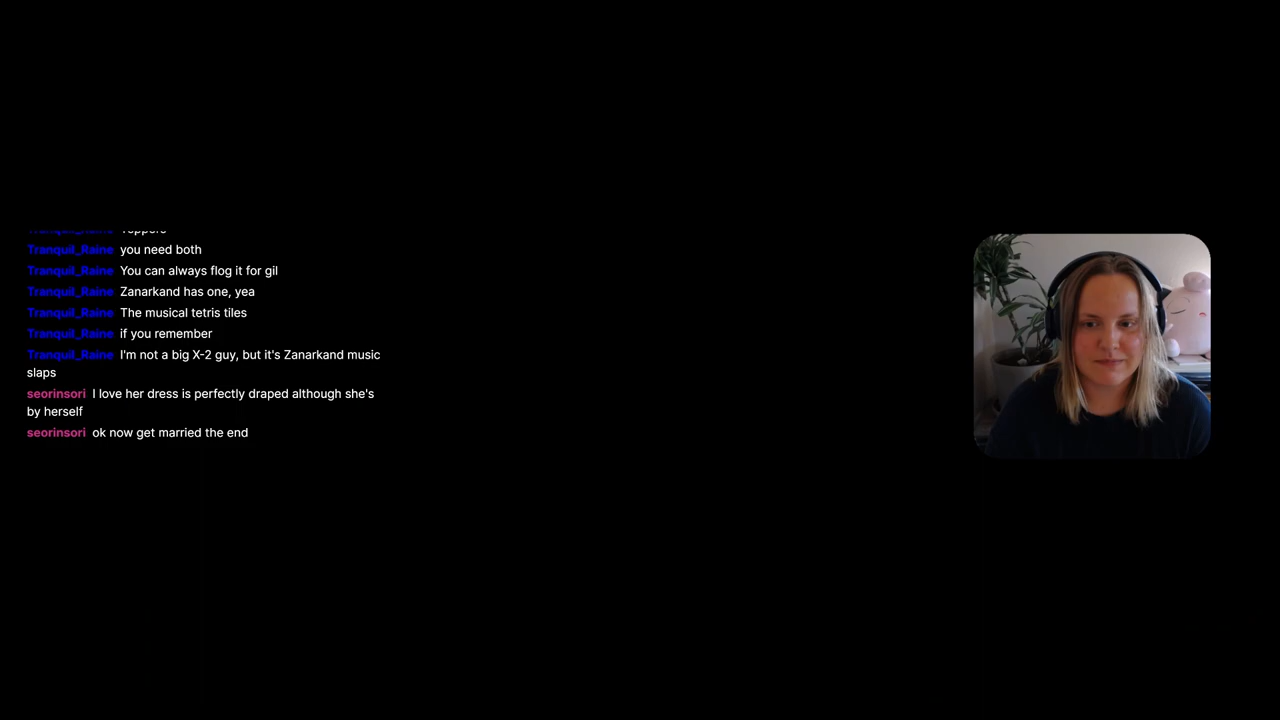 Tranquil_Raine you need both
Tranquil_Raine You can always flog it for gil
Tranquil_Raine Zanarkand has one, yea
Tranquil_Raine The musical tetris tiles
Tranquil_Raine if you remember
Tranquil_Raine I'm not a big X-2 guy, but it's Zanarkand music
slaps
seorinsori I love her dress is perfectly draped although she's
by herself
seorinsori ok now get married the end